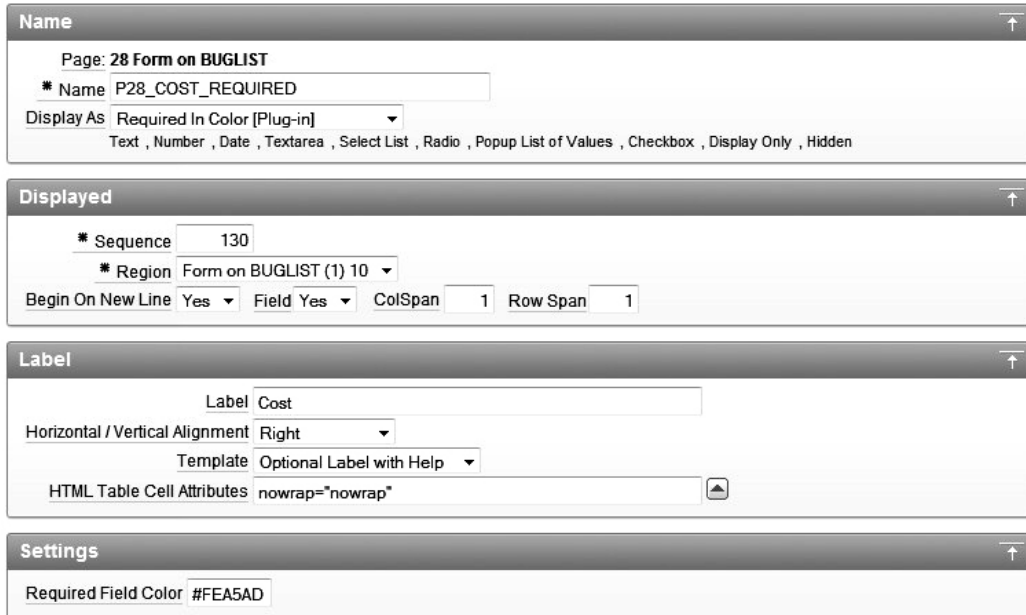 Name
Page: 28 Form on BUGLIST
* Name P28_COST_REQUIRED
Display As Required In Color [Plug-in]
Text , Number , Date , Textarea , Select List , Radio , Popup List of Values , Checkbox , Display Only , Hidden
Displayed
* Sequence 130
* Region Form on BUGLIST (1) 10
Begin On New Line Yes Field Yes ColSpan 1 Row Span 1
Label
Label Cost
Horizontal / Vertical Alignment Right
Template Optional Label with Help
HTML Table Cell Attributes nowrap="nowrap"
Settings
Required Field Color #FEA5AD